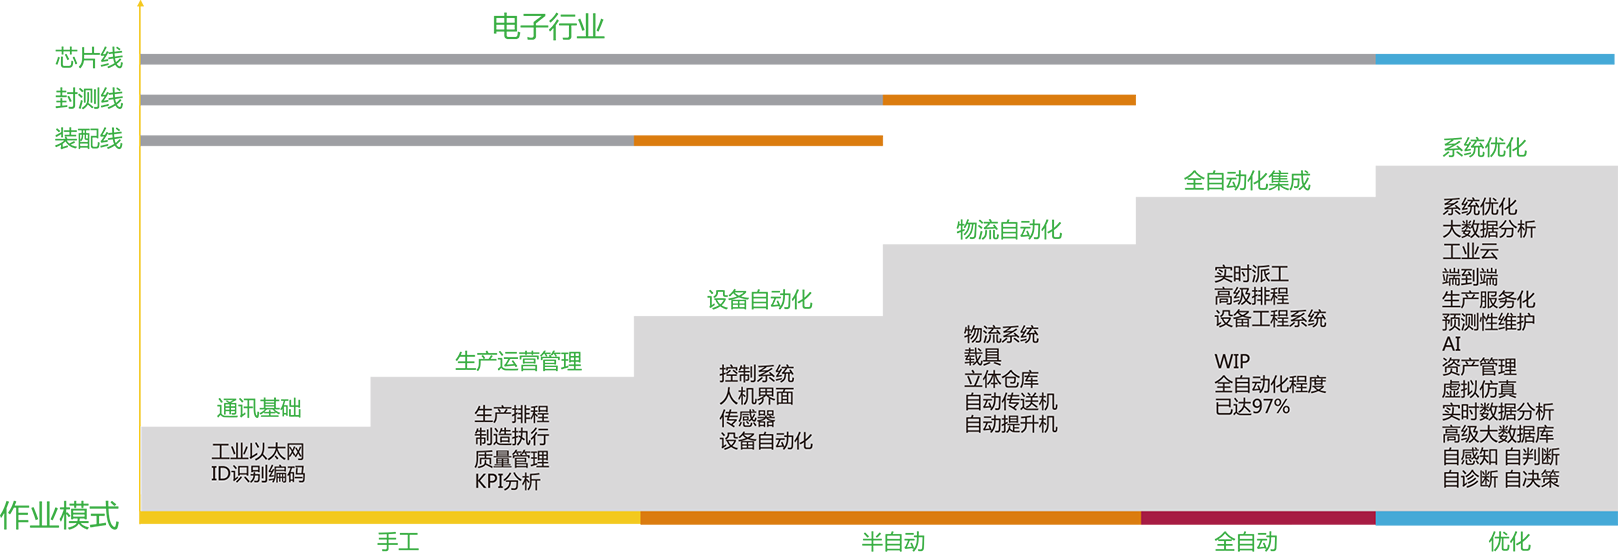 电子行业
芯片线
封测线
装配线
通讯基础
工业以太网
ID识别编码
生产运营管理
生产排程
制造执行
质量管理
KPI分析
设备自动化
控制系统
人机界面
传感器
设备自动化
物流自动化
物流系统
载具
立体仓库
自动传送机
自动提升机
全自动化集成
实时派工
高级排程
设备工程系统
WIP
全自动化程度
已达97%
系统优化
系统优化
大数据分析
工业云
端到端
生产服务化
预测性维护
AI
资产管理
虚拟仿真
实时数据分析
高级大数据库
自感知 自判断
自诊断 自决策
作业模式
手工
半自动
全自动
优化